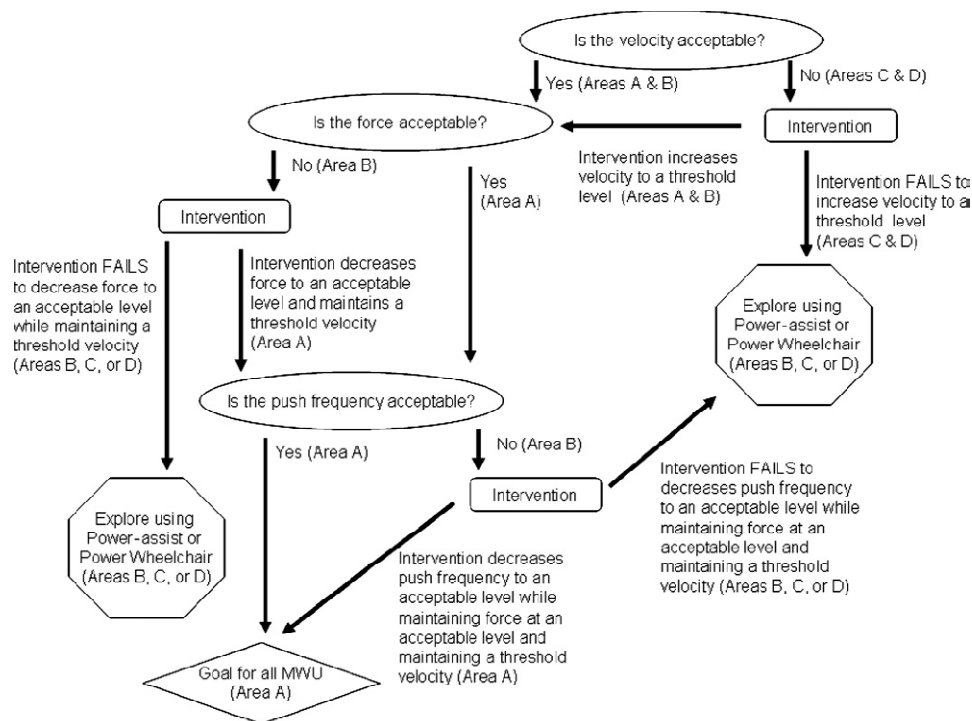 Is the velocity acceptable?
Yes (Areas A & B)
No (Areas C & D)
Is the force acceptable?
Intervention
No (Area B)
Yes
(Area A)
Intervention increases
velocity to a threshold
level  (Areas A & B)
Intervention FAILS to
increase velocity to a
threshold  level
(Areas C & D)
Intervention
Intervention FAILS
to decrease force to
an acceptable level
while maintaining a
threshold velocity
(Areas B, C, or D)
Intervention decreases
force to an acceptable
level and maintains a
threshold velocity
(Area A)
Explore using
Power-assist or
Power Wheelchair
(Areas B, C, or D)
Is the push frequency acceptable?
Yes (Area A)
No (Area B)
Intervention
Intervention FAILS to
decreases push frequency
to an acceptable level while
maintaining force at an
acceptable level and
maintaining a threshold
velocity (Areas B, C, or D)
Explore using
Power-assist or
Power Wheelchair
(Areas B, C, or D)
Intervention decreases
push frequency to an
acceptable level while
maintaining force at an
acceptable level and
maintaining a threshold
velocity (Area A)
Goal for all MWU
(Area A)